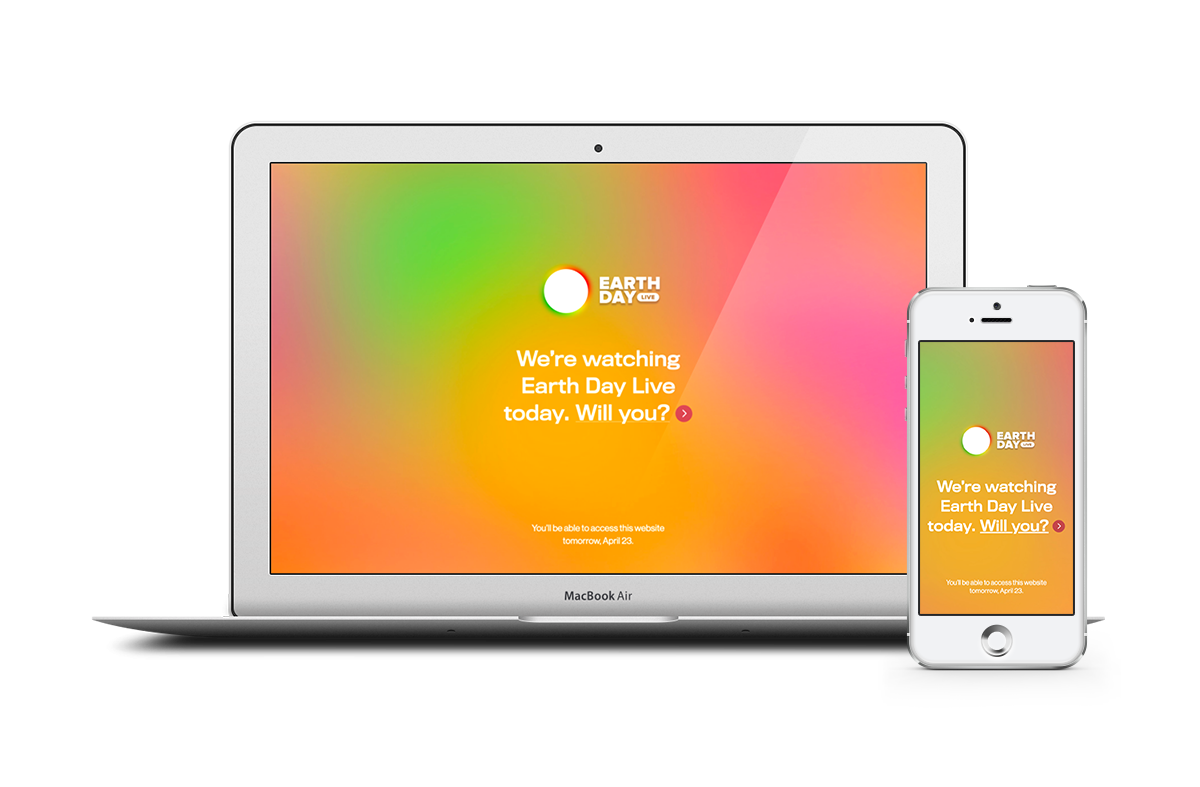 EARTH
DAY LIVE
We're watching
Earth Day Live
today. Will you?
You'll be able to access this website
tomorrow, April 23.
MacBook Air
EARTH
DAY LIVE
We're watching
Earth Day Live
today. Will you?
You'll be able to access this website
tomorrow, April 23.